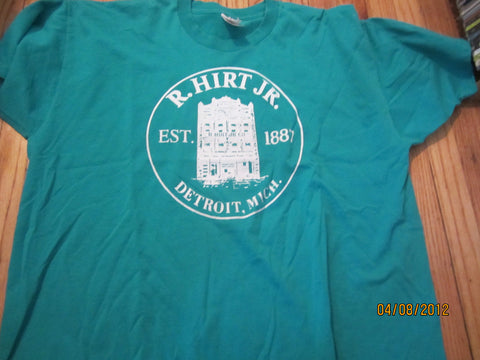 R. HIRT JR.
EST. 1887
DETROIT, MICH.
04/08/2012